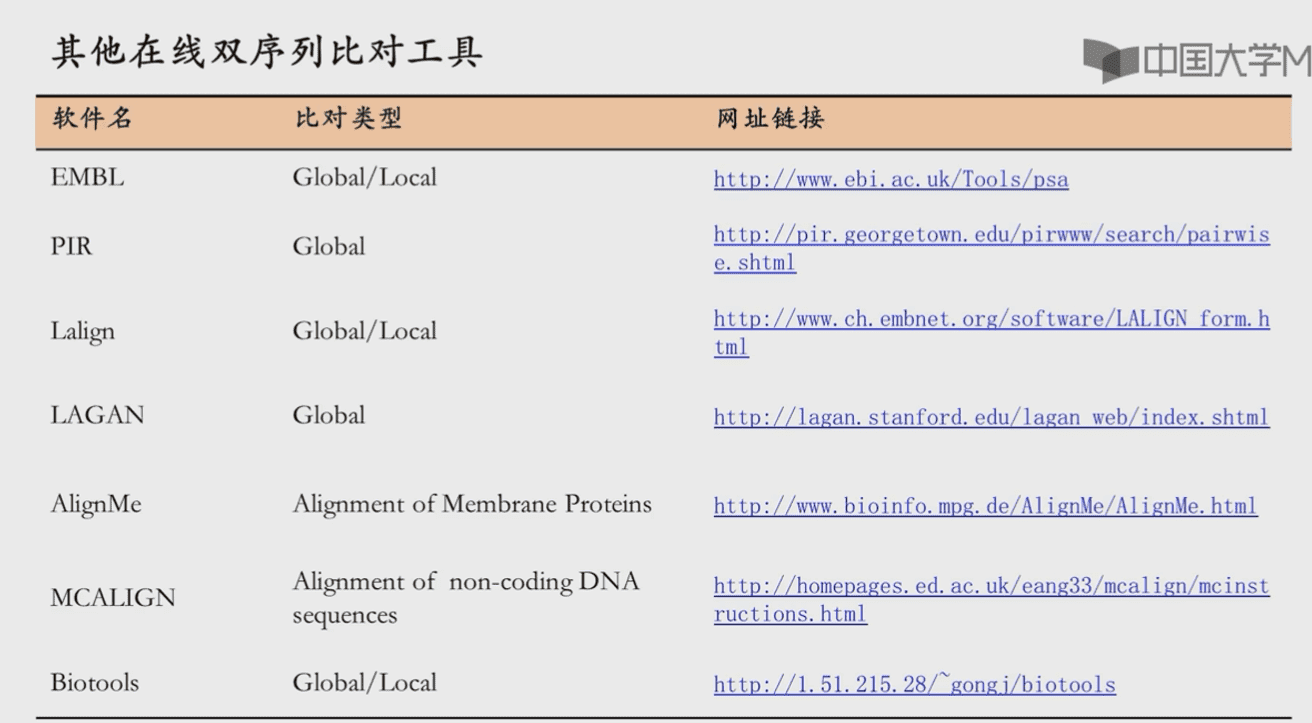 其他在线双序列比对工具
中国大学M
软件名 比对类型 网址链接
EMBL Global/Local http://www.ebi.ac.uk/Tools/psa
PIR Global http://pir.georgetown.edu/pirwww/search/pairwis
e.shtml
Lalign Global/Local http://www.ch.embnet.org/software/LALIGN_form.h
tml
LAGAN Global http://lagan.stanford.edu/lagan_web/index.shtml
AlignMe Alignment of Membrane Proteins http://www.bioinfo.mpg.de/AlignMe/AlignMe.html
MCALIGN Alignment of non-coding DNA http://homepages.ed.ac.uk/eang33/mcalign/mcinst
sequences ructions.html
Biotools Global/Local http://1.51.215.28/~gongj/biotools